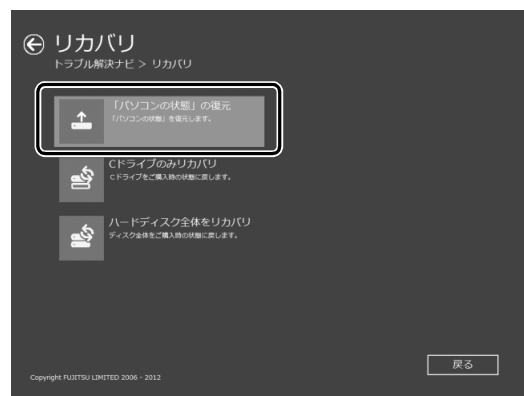 リカバリ
トラブル解決ナビ > リカバリ
「パソコンの状態」の復元
「パソコンの状態」を復元します。
Cドライブのみリカバリ
Cドライブをご購入時の状態に戻します。
ハードディスク全体をリカバリ
ディスク全体をご購入時の状態に戻します。
戻る
Copyright FUJITSU LIMITED 2006 - 2012